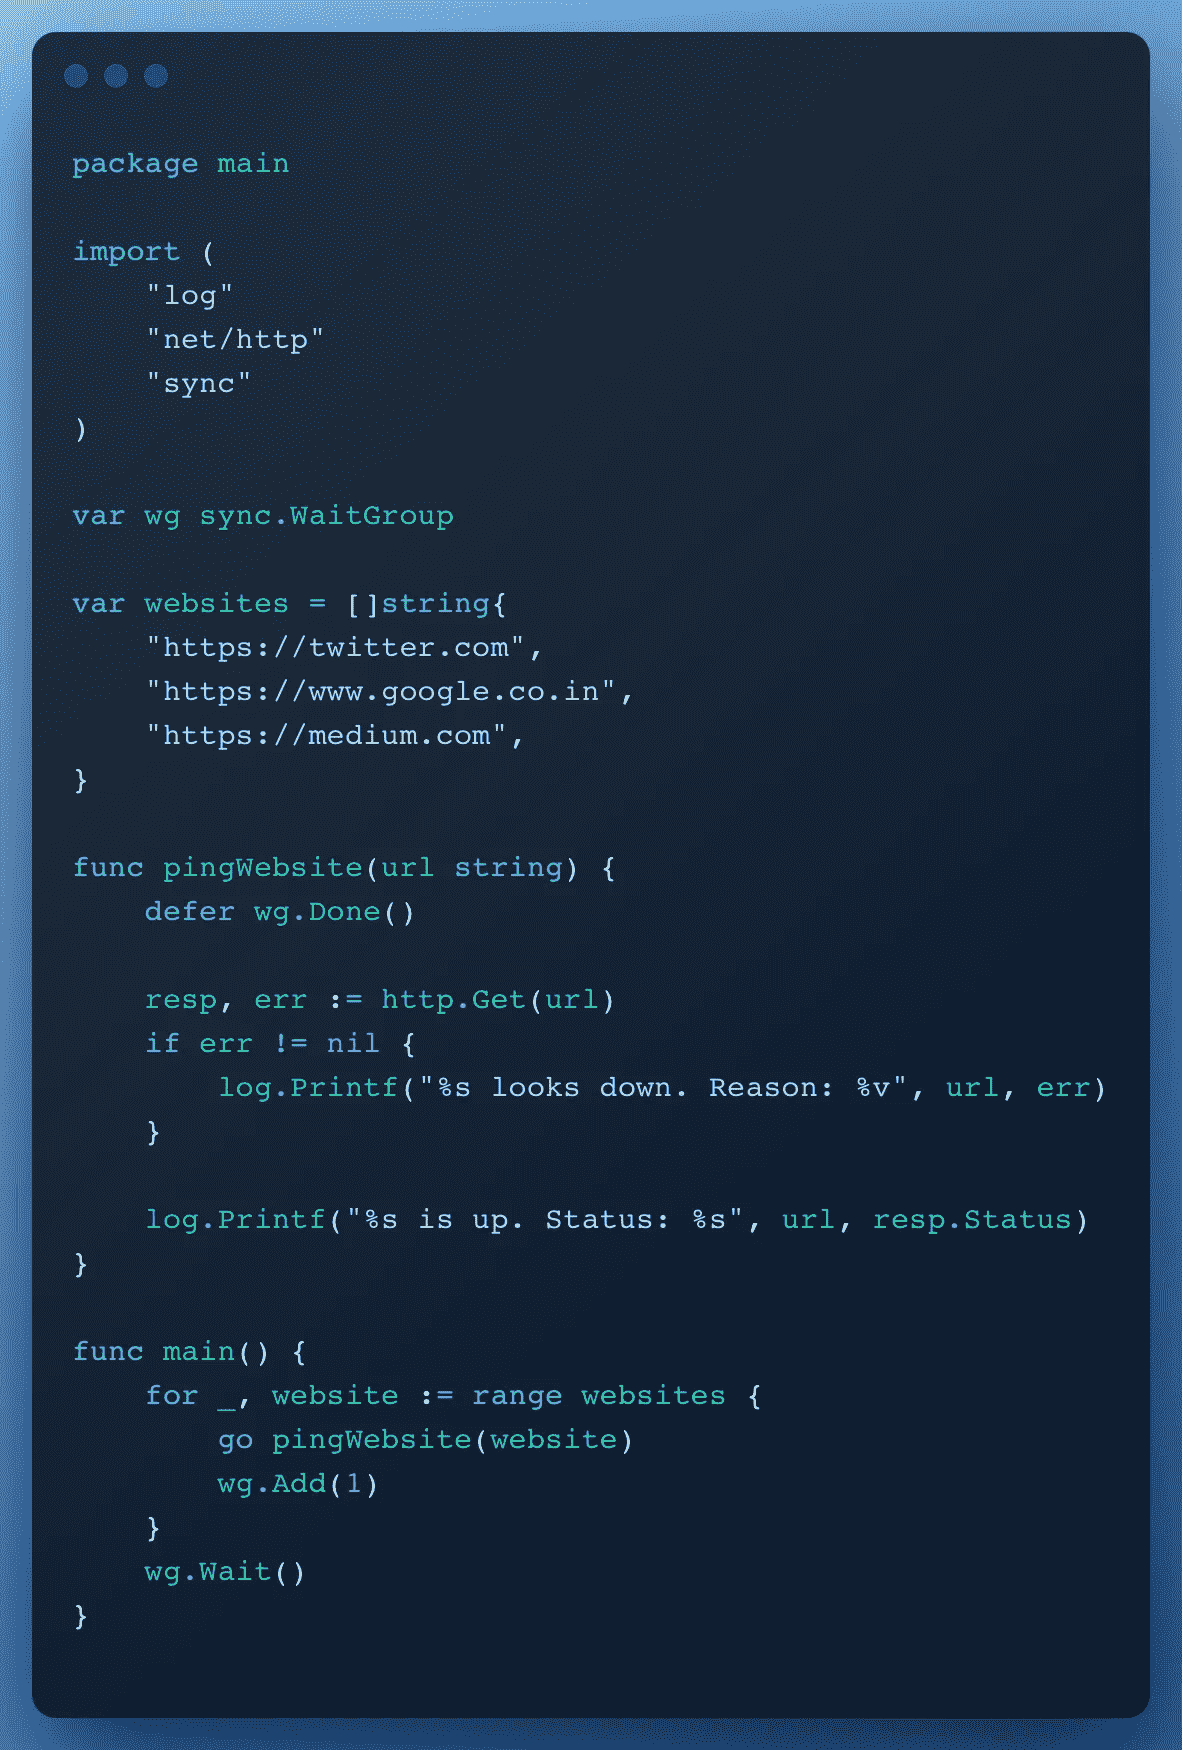 package main

import (
    "log"
    "net/http"
    "sync"
)

var wg sync.WaitGroup

var websites = []string{
    "https://twitter.com",
    "https://www.google.co.in",
    "https://medium.com",
}

func pingWebsite(url string) {
    defer wg.Done()

    resp, err := http.Get(url)
    if err != nil {
        log.Printf("%s looks down. Reason: %v", url, err)
    }

    log.Printf("%s is up. Status: %s", url, resp.Status)
}

func main() {
    for _, website := range websites {
        go pingWebsite(website)
        wg.Add(1)
    }
    wg.Wait()
}